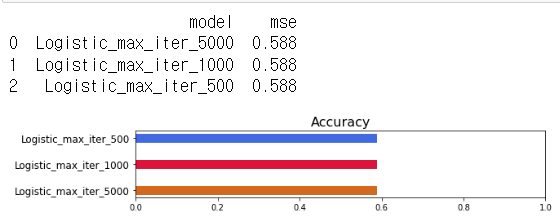 model mse
0 Logistic_max_iter_5000 0.588
1 Logistic_max_iter_1000 0.588
2 Logistic_max_iter_500 0.588
Accuracy
Logistic_max_iter_500
Logistic_max_iter_1000
Logistic_max_iter_5000
0.0 0.2 0.4 0.6 0.8 1.0